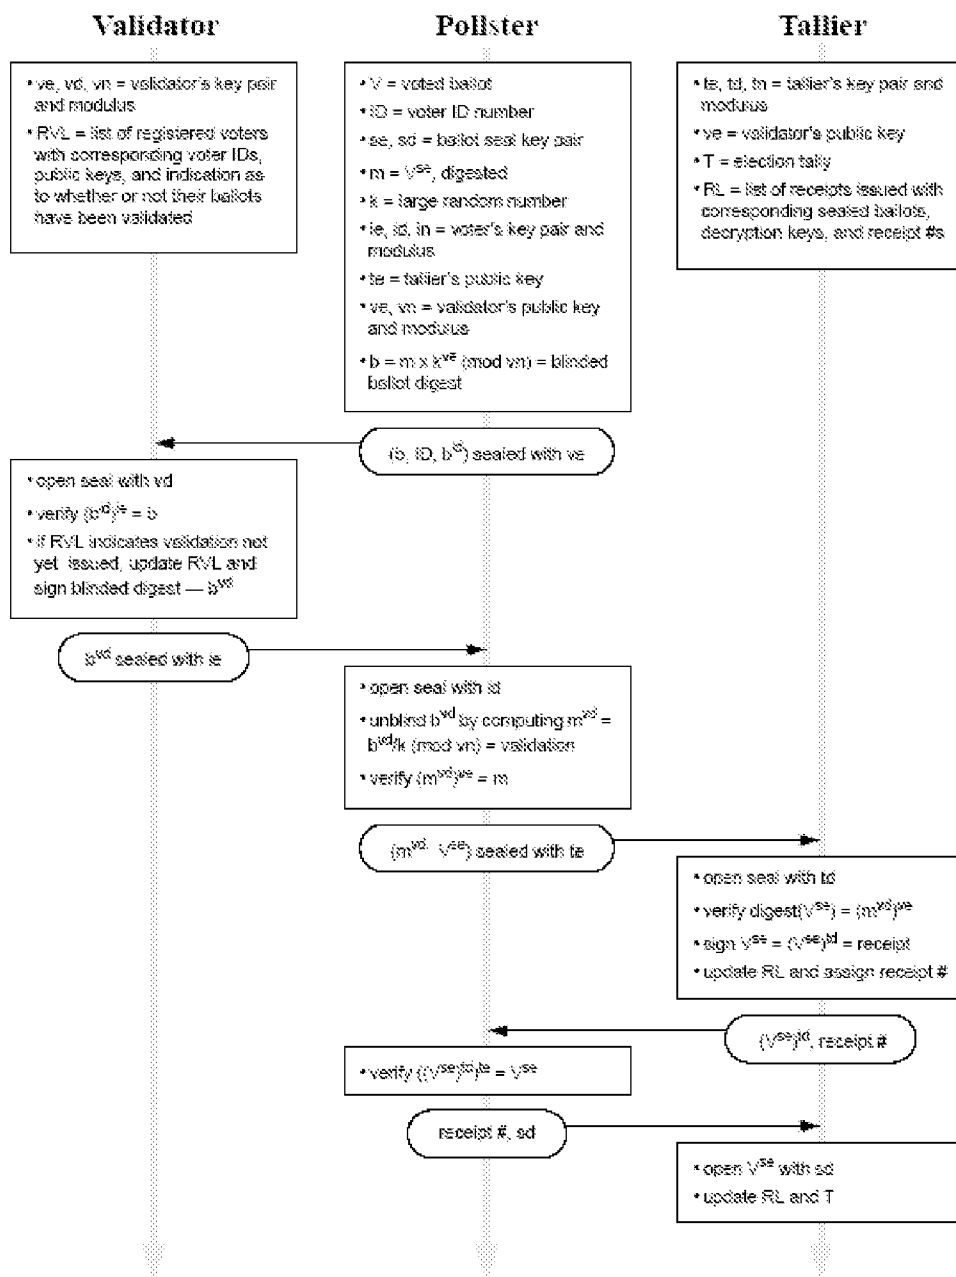 Validator
Pollster
Tallier
• ve, vd, vn = validator's key pair
and modulus
• RVL = list of registered voters
with corresponding voter IDs,
public keys, and indication as
to whether or not their ballots
have been validated
• V = voted ballot
• ID = voter ID number
• se, sd = ballot seal key pair
• m = V^se, digested
• k = large random number
• ie, id, in = voter's key pair and
modulus
• te = tallier's public key
• ve, vn = validator's public key
and modulus
• b = m x k^ve (mod vn) = blinded
ballot digest
• te, td, tn = tallier's key pair and
modulus
• ve = validator's public key
• T = election tally
• RL = list of receipts issued with
corresponding sealed ballots,
decryption keys, and receipt #s
(b, ID, b^id) sealed with ve
• open seal with vd
• verify (b^id)^ie = b
• if RVL indicates validation not
yet issued, update RVL and
sign blinded digest — b^vd
b^vd sealed with ie
• open seal with id
• unblind b^vd by computing m^vd =
b^vd/k (mod vn) = validation
• verify (m^vd)^ve = m
(m^vd, V^se) sealed with te
• open seal with td
• verify digest(V^se) = (m^vd)^ve
• sign V^se = (V^se)^td = receipt
• update RL and assign receipt #
(V^se)^td, receipt #
• verify ((V^se)^td)^te = V^se
receipt #, sd
• open V^se with sd
• update RL and T